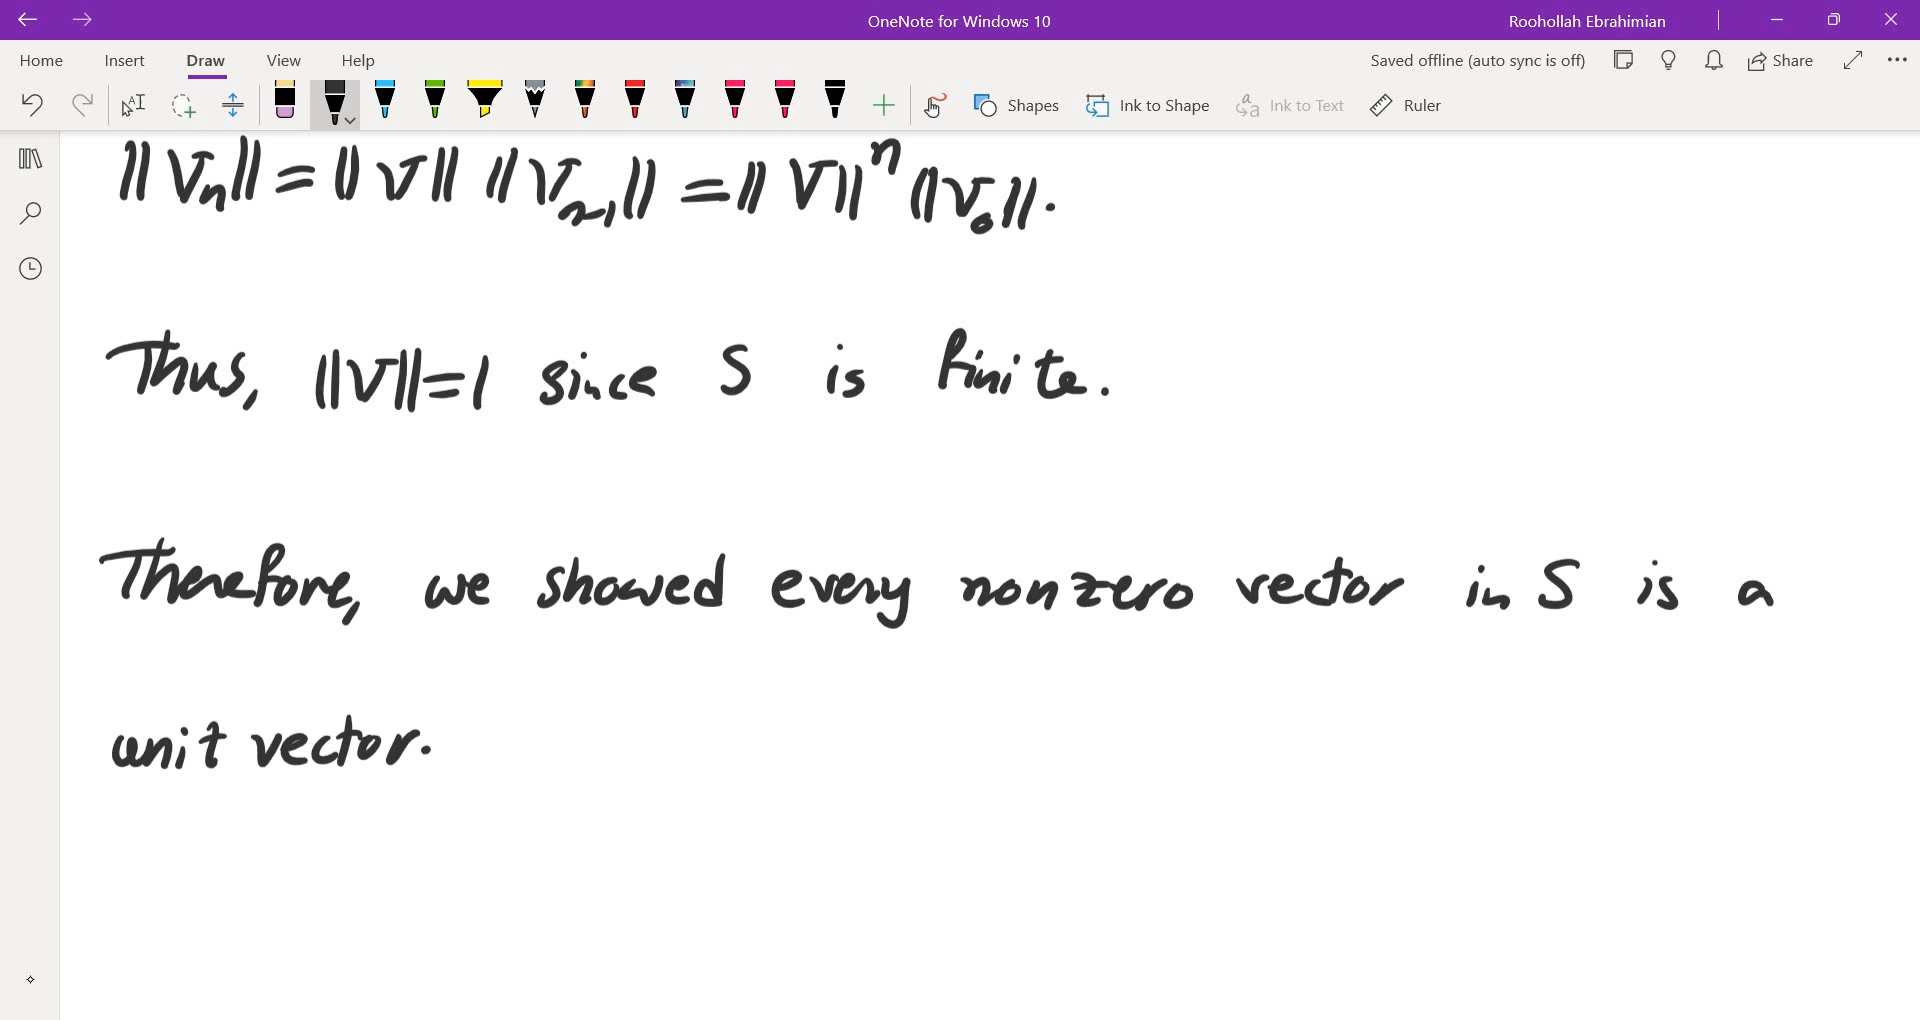 OneNote for Windows 10
Roohollah Ebrahimian
Home Insert Draw View Help
Saved offline (auto sync is off) Share
AI Shapes Ink to Shape Ink to Text Ruler
||Vn|| = ||V|| ||Vn-1|| = ||V||^n ||V0||.
Thus, ||V||=1 since S is finite.
Therefore, we showed every nonzero vector in S is a
unit vector.